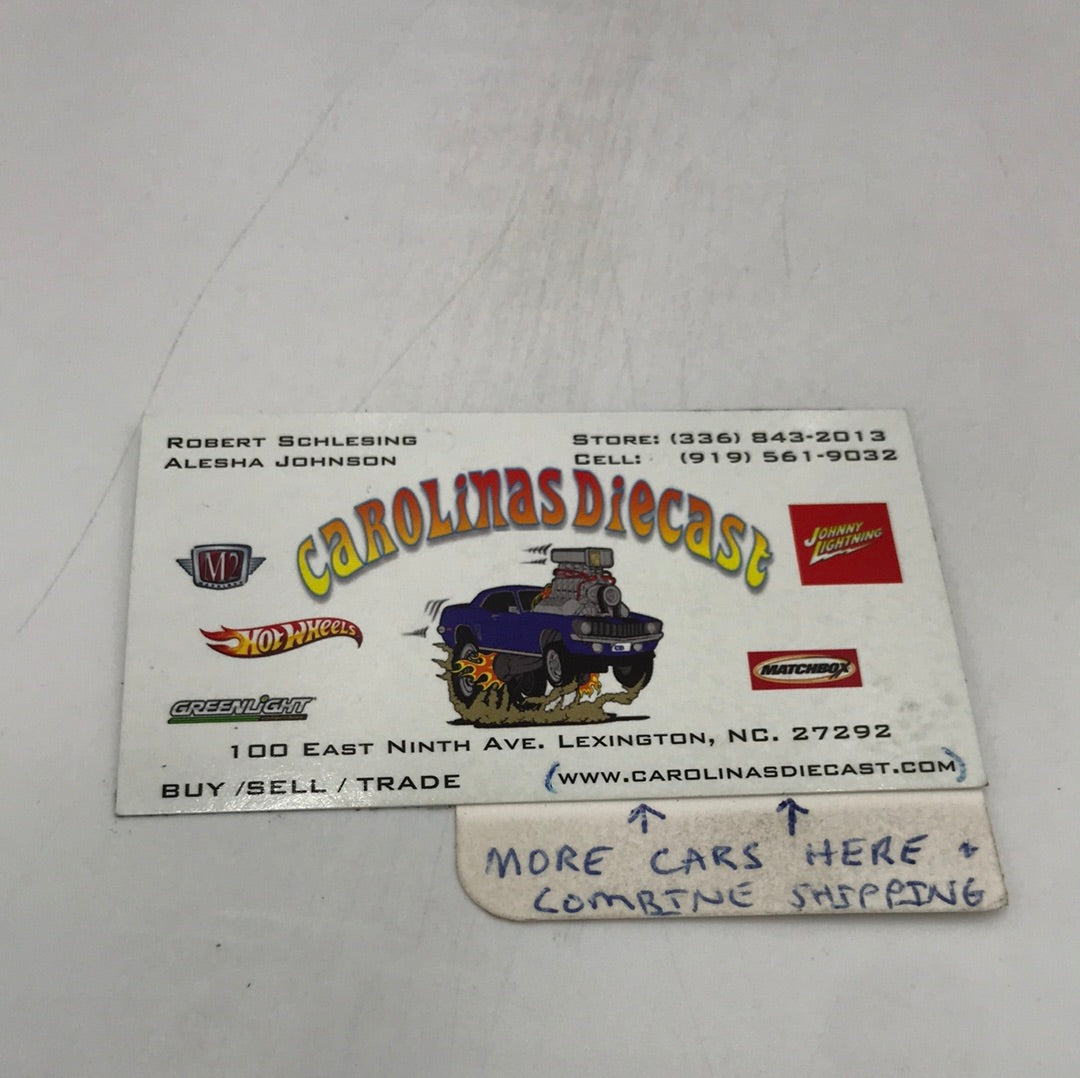 ROBERT SCHLESING
ALESHA JOHNSON
STORE: (336) 843-2013
CELL: (919) 561-9032
CAROLINAS DIECAST
M2
JOHNNY
LIGHTNING
HOT WHEELS
MATCHBOX
GREENLIGHT
100 EAST NINTH AVE. LEXINGTON, NC. 27292
BUY /SELL / TRADE
(WWW.CAROLINASDIECAST.COM)
MORE CARS HERE +
COMBINE SHIPPING